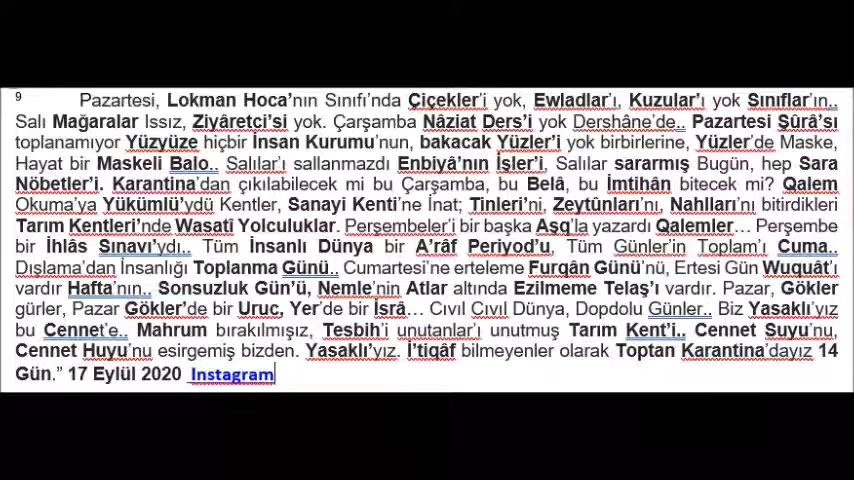 9
Pazartesi, Lokman Hoca'nın Sınıfı'nda Çiçekler'i yok, Ewladlar'ı, Kuzular'ı yok Sınıflar'ın..
Salı Mağaralar Issız, Ziyâretçi'si yok. Çarşamba Nâziat Ders'i yok Dershâne'de.. Pazartesi Şûrâ'sı
toplanamıyor Yüzyüze hiçbir İnsan Kurumu'nun, bakacak Yüzler'i yok birbirlerine, Yüzler'de Maske,
Hayat bir Maskeli Balo.. Salılar'ı sallanmazdı Enbiyâ'nın İşler'i, Salılar sararmış Bugün, hep Sara
Nöbetler'i. Karantina'dan çıkılabilecek mi bu Çarşamba, bu Belâ, bu İmtihân bitecek mi? Qalem
Okuma'ya Yükümlü'ydü Kentler, Sanayi Kenti'ne İnat; Tinleri'ni, Zeytûnları'nı, Nahlları'nı bitirdikleri
Tarım Kentleri'nde Wasatî Yolculuklar. Perşembeler'i bir başka Aşq'la yazardı Qalemler… Perşembe
bir İhlâs Sınavı'ydı.. Tüm İnsanlı Dünya bir A'râf Periyod'u, Tüm Günler'in Toplam'ı Cuma..
Dışlama'dan İnsanlığı Toplanma Günü.. Cumartesi'ne erteleme Furqân Günü'nü, Ertesi Gün Wuquât'ı
vardır Hafta'nın.. Sonsuzluk Gün'ü, Nemle'nin Atlar altında Ezilmeme Telaş'ı vardır. Pazar, Gökler
gürler, Pazar Gökler'de bir Uruc, Yer'de bir İsrâ… Cıvıl Cıvıl Dünya, Dopdolu Günler.. Biz Yasaklı'yız
bu Cennet'e.. Mahrum bırakılmışız, Tesbih'i unutanlar'ı unutmuş Tarım Kent'i.. Cennet Suyu'nu,
Cennet Huyu'nu esirgemiş bizden. Yasaklı'yız. İ'tiqâf bilmeyenler olarak Toptan Karantina'dayız 14
Gün." 17 Eylül 2020 Instagram